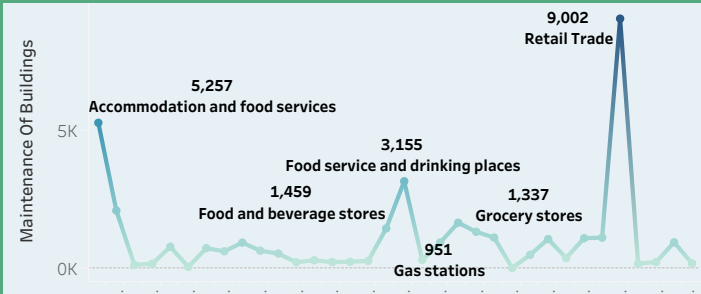 9,002
Retail Trade
5,257
Accommodation and food services
Maintenance Of Buildings
5K
3,155
Food service and drinking places
1,459
Food and beverage stores
1,337
Grocery stores
951
Gas stations
0K